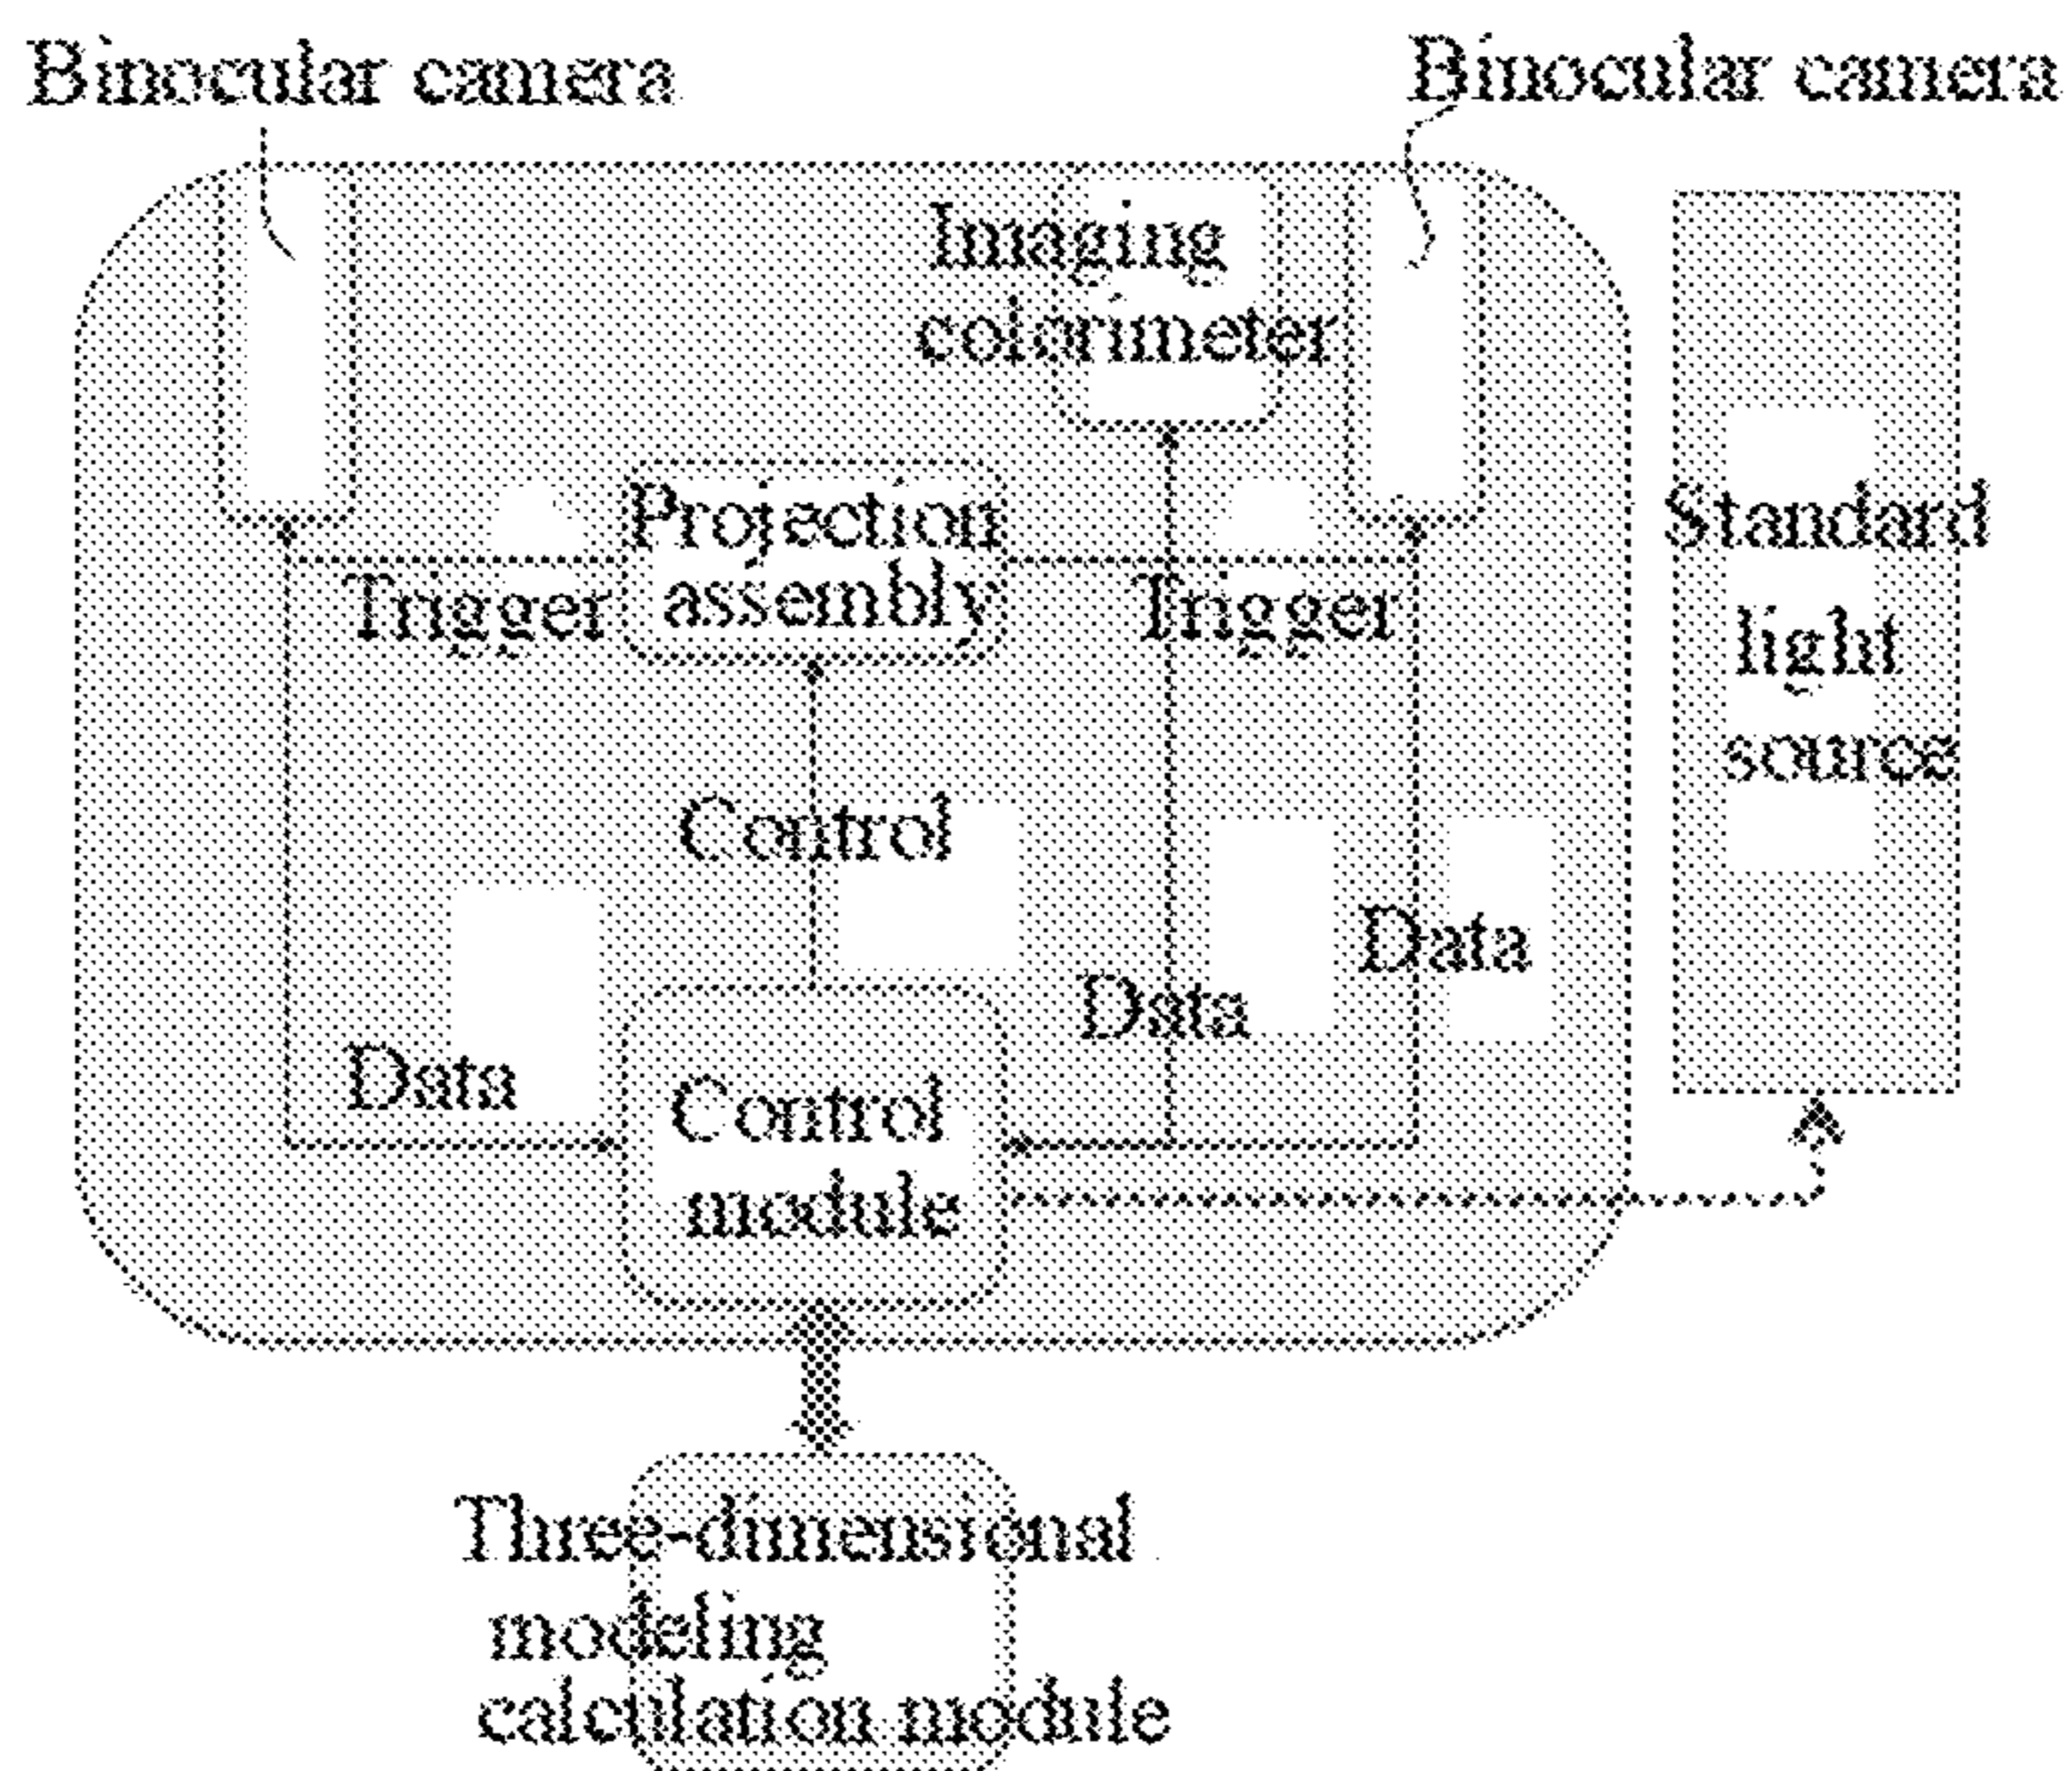 Binocular camera
Binocular camera
Imaging
colorimeter
Projection
assembly
Trigger
Trigger
Standard
light
source
Control
Data
Data
Data
Control
module
Three-dimensional
modeling
calculation module